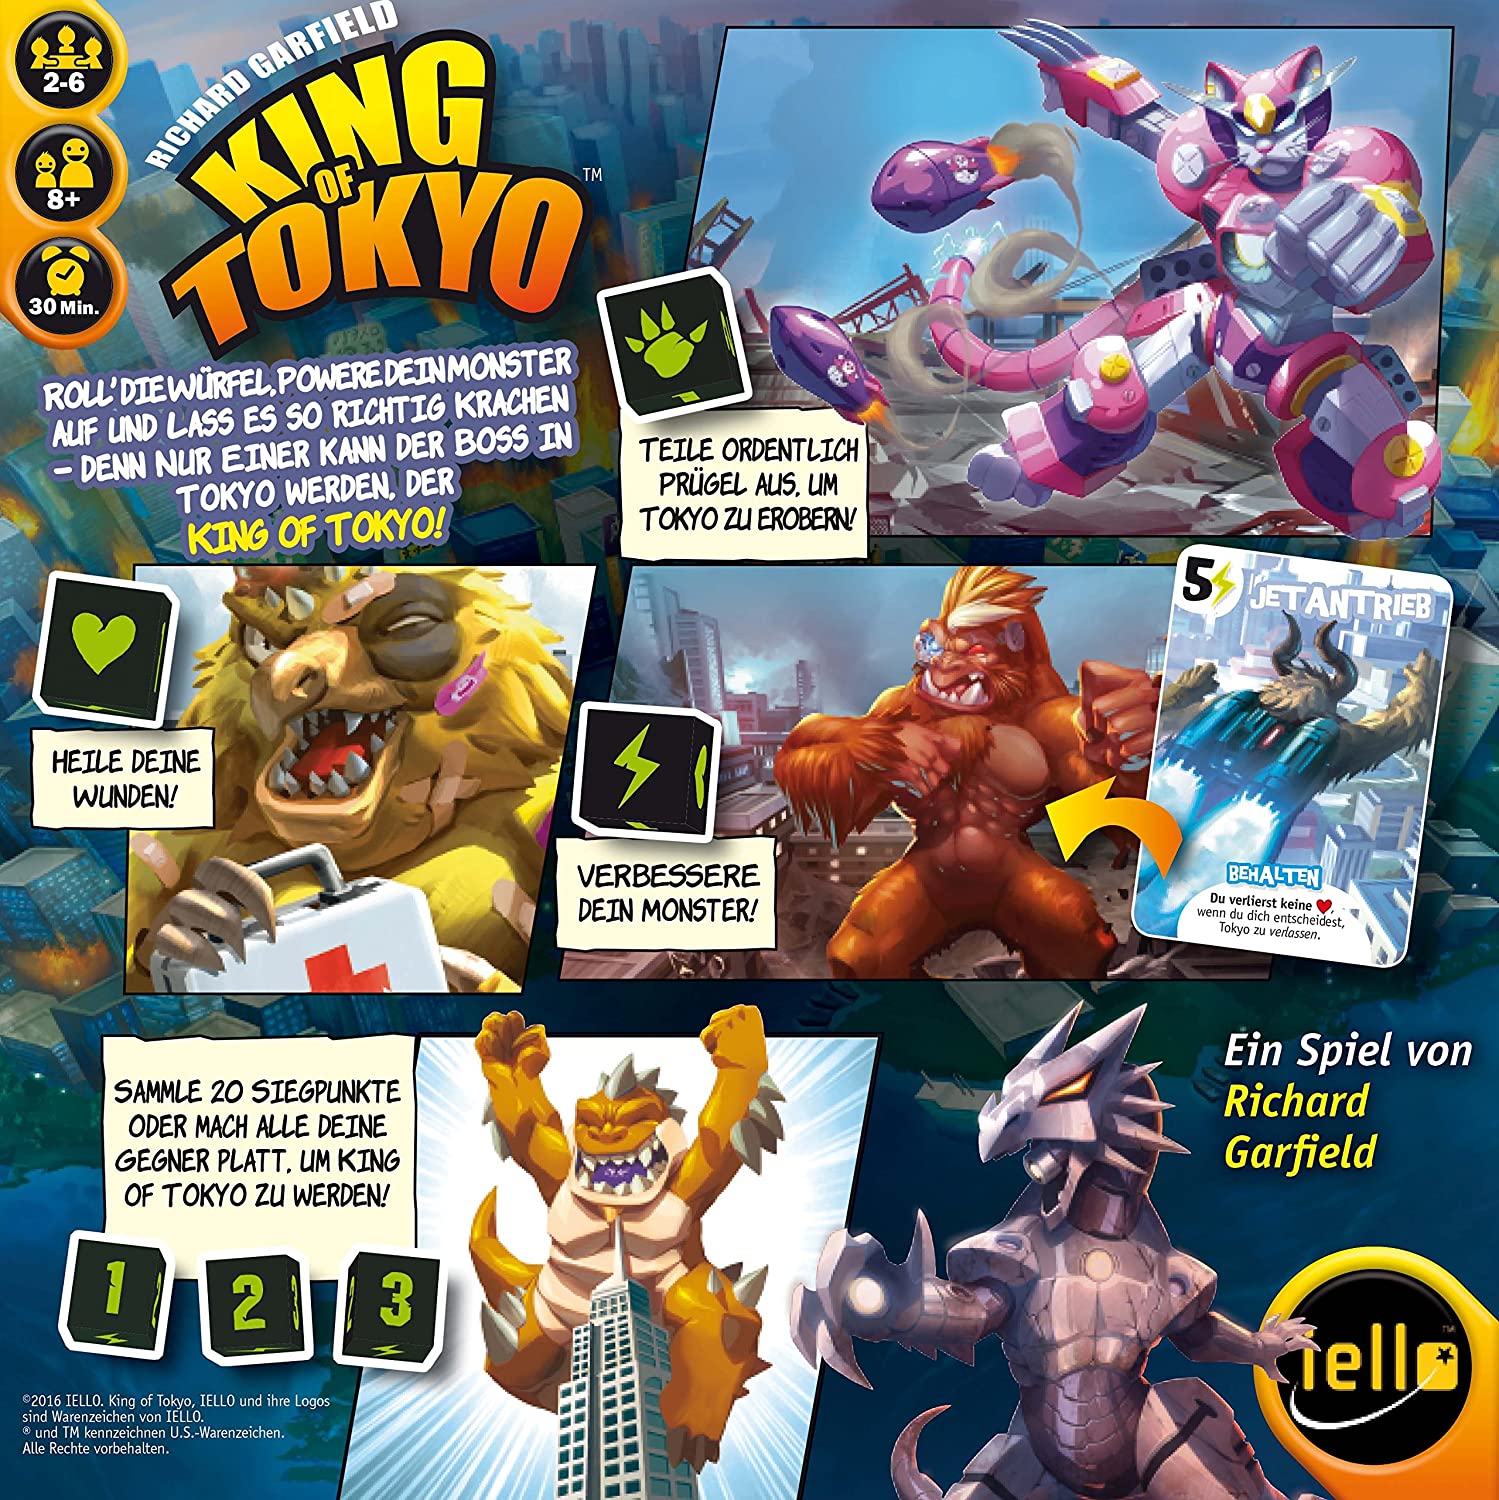 2-6
8+
30 Min.
RICHARD GARFIELD
KING
OF
TOKYO™
ROLL' DIE WÜRFEL, POWERE DEIN MONSTER
AUF UND LASS ES SO RICHTIG KRACHEN
– DENN NUR EINER KANN DER BOSS IN
TOKYO WERDEN, DER
KING OF TOKYO!
TEILE ORDENTLICH
PRÜGEL AUS, UM
TOKYO ZU EROBERN!
HEILE DEINE
WUNDEN!
VERBESSERE
DEIN MONSTER!
5
JETANTRIEB
BEHALTEN
Du verlierst keine ❤,
wenn du dich entscheidest,
Tokyo zu verlassen.
SAMMLE 20 SIEGPUNKTE
ODER MACH ALLE DEINE
GEGNER PLATT, UM KING
OF TOKYO ZU WERDEN!
1
2
3
Ein Spiel von
Richard
Garfield
iello™
©2016 IELLO. King of Tokyo, IELLO und ihre Logos
sind Warenzeichen von IELLO.
® und TM kennzeichnen U.S.-Warenzeichen.
Alle Rechte vorbehalten.